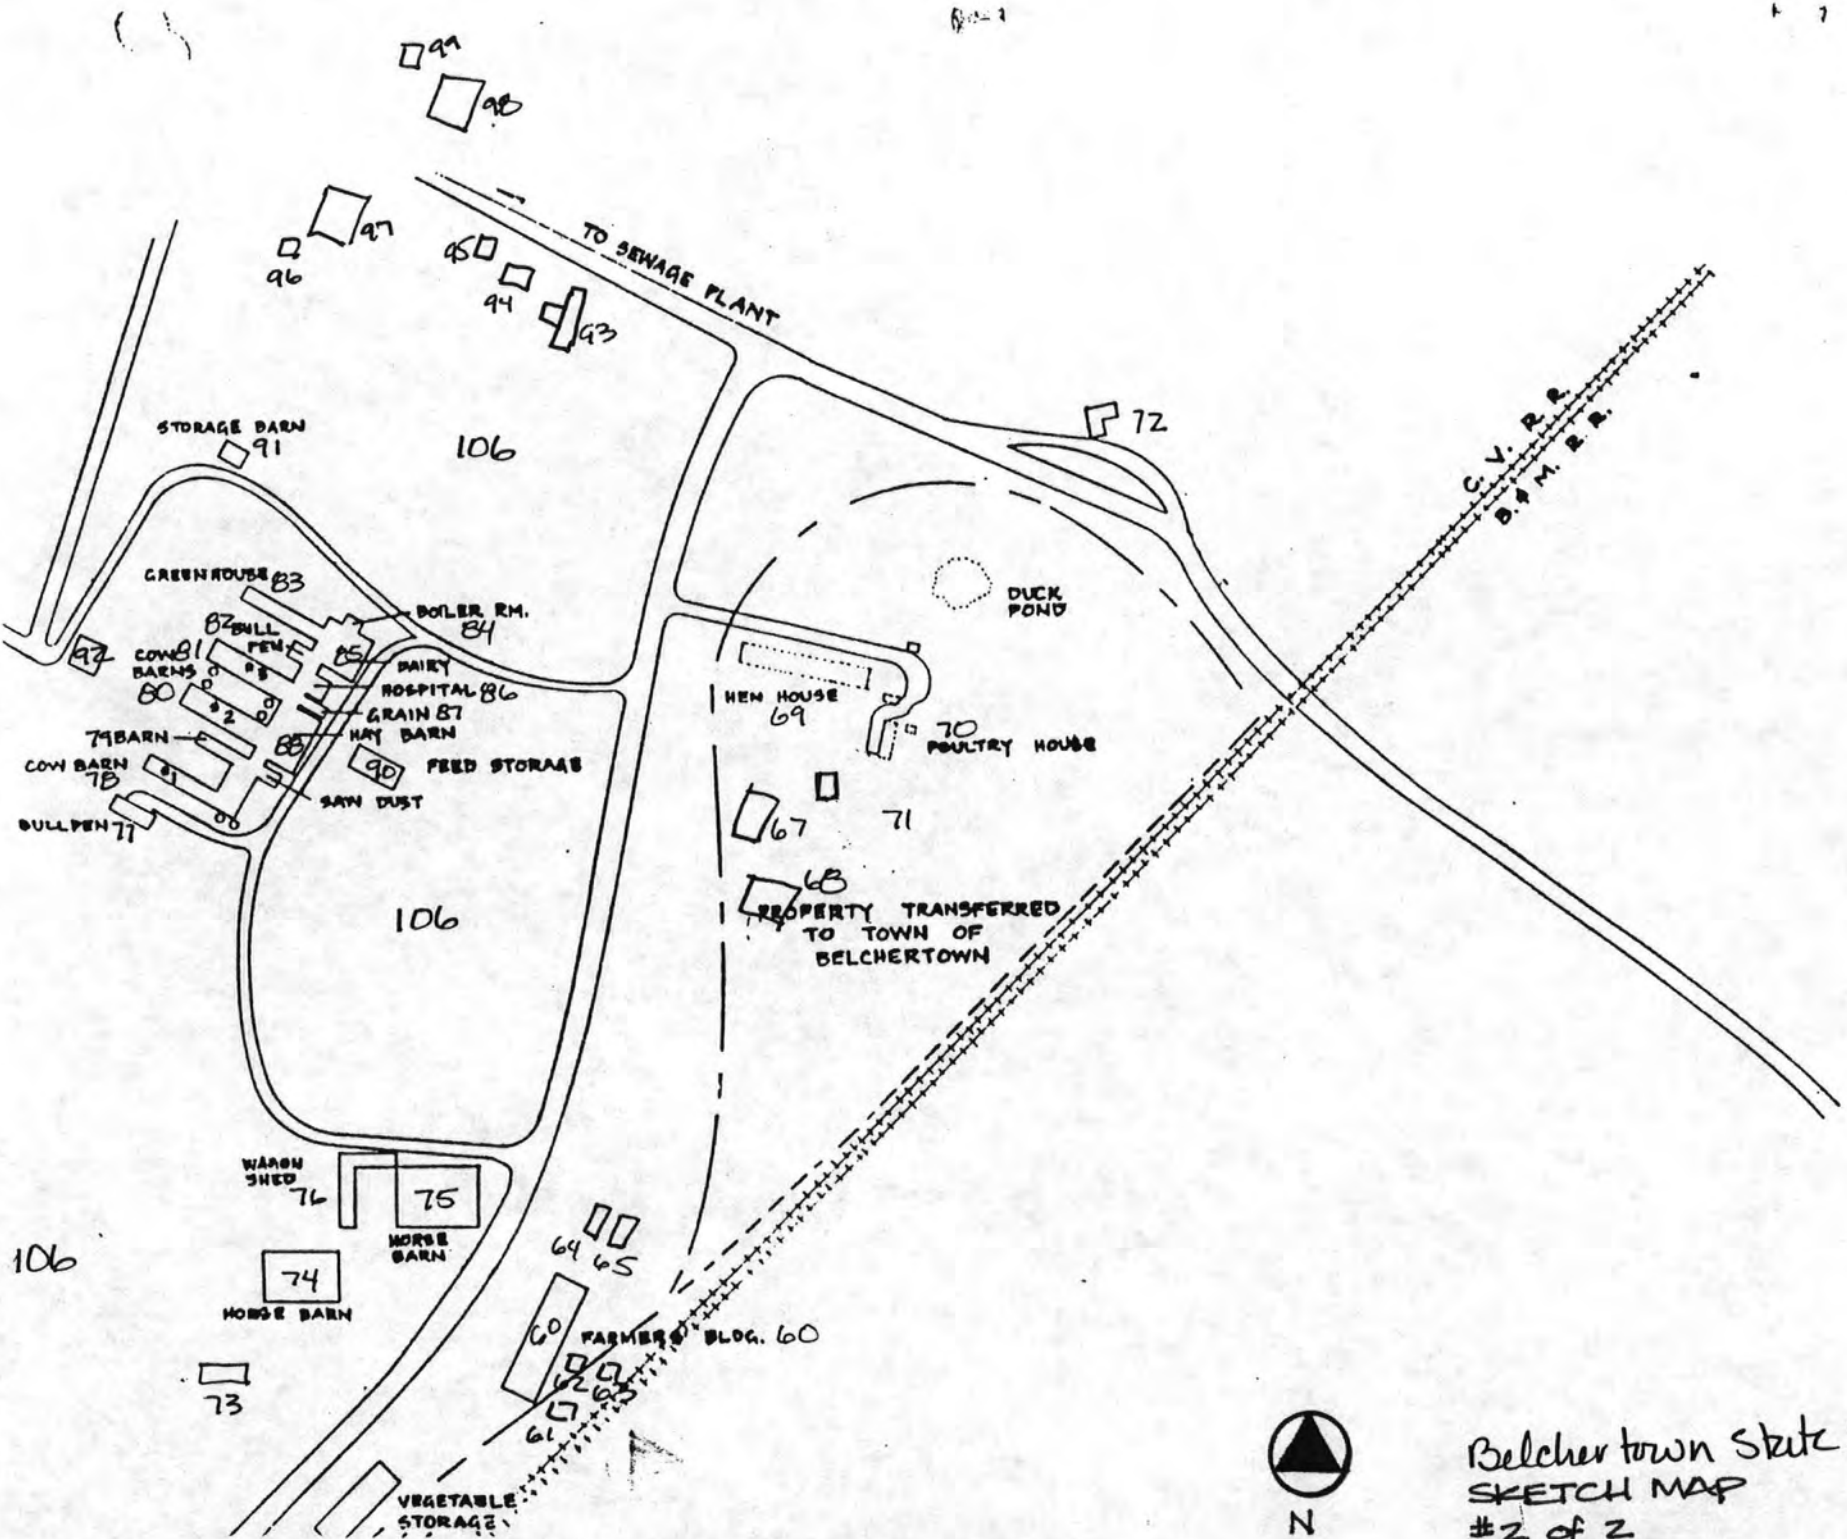 99
98
97
96
95
94
93
TO SEWAGE PLANT
72
C. V. R. R.
B. & M. R. R.
STORAGE BARN
91
106
GREENHOUSE 83
BOILER RM.
84
82 BULL
PEN
COW 81
BARNS
80
# 3
# 2
85
DAIRY
HOSPITAL 86
GRAIN 87
88 HAY BARN
92
79 BARN
COW BARN
78
#1
90 FEED STORAGE
SAW DUST
BULL PEN 77
DUCK
POND
HEN HOUSE
69
70
POULTRY HOUSE
71
67
68
PROPERTY TRANSFERRED
TO TOWN OF
BELCHERTOWN
106
WAGON
SHED
76
75
HORSE
BARN
106
74
HORSE BARN
73
64 65
60
FARMERS BLDG. 60
62 63
61
VEGETABLE
STORAGE
N
Belchertown State
SKETCH MAP
#2 of 2